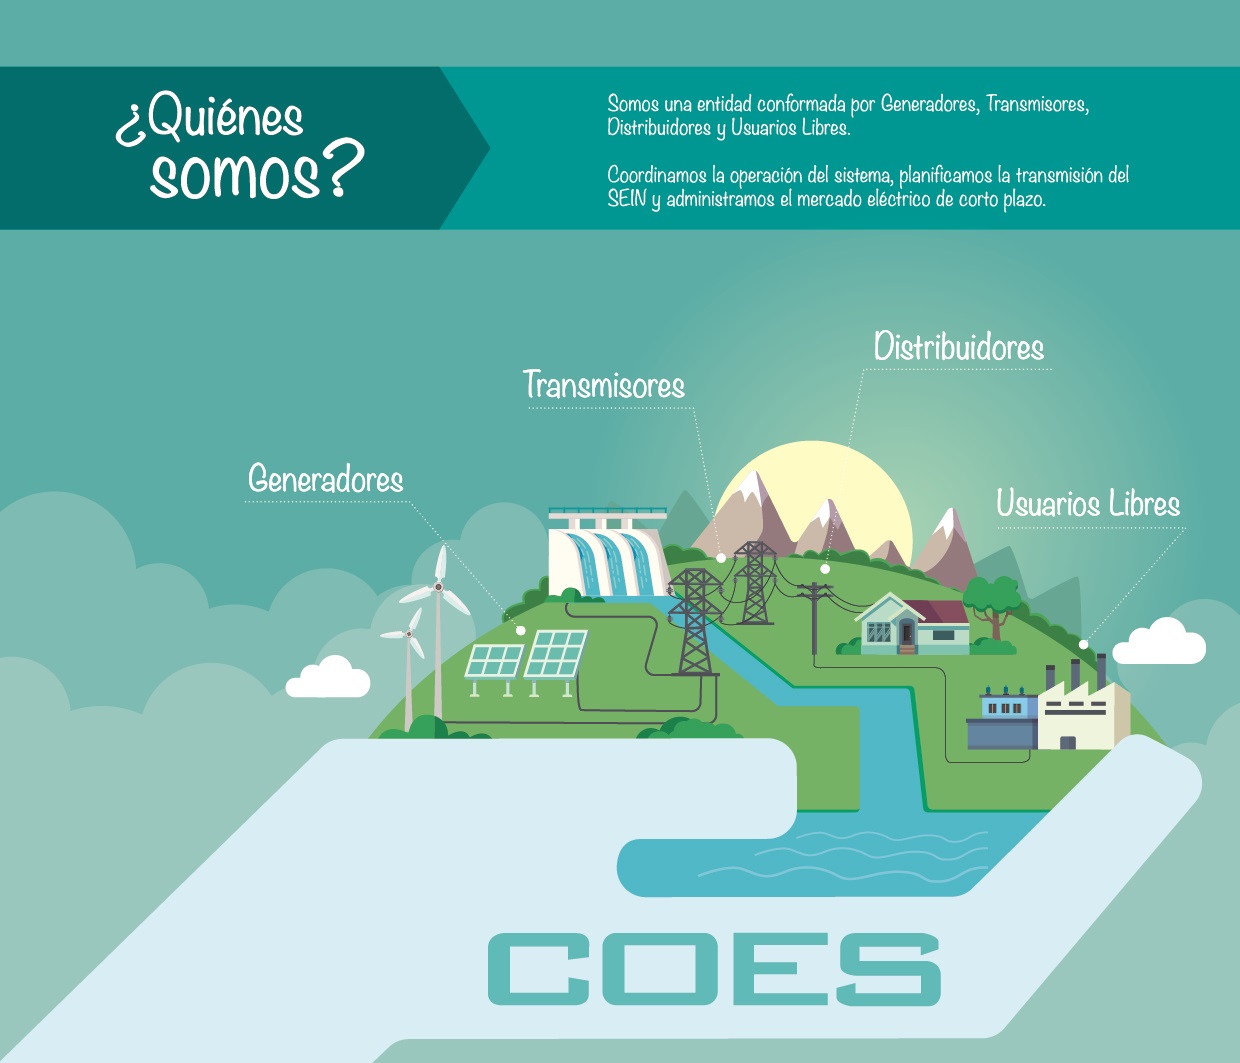 ¿Quiénes
somos?
Somos una entidad conformada por Generadores, Transmisores,
Distribuidores y Usuarios Libres.
Coordinamos la operación del sistema, planificamos la transmisión del
SEIN y administramos el mercado eléctrico de corto plazo.
Distribuidores
Transmisores
Generadores
Usuarios Libres
COES